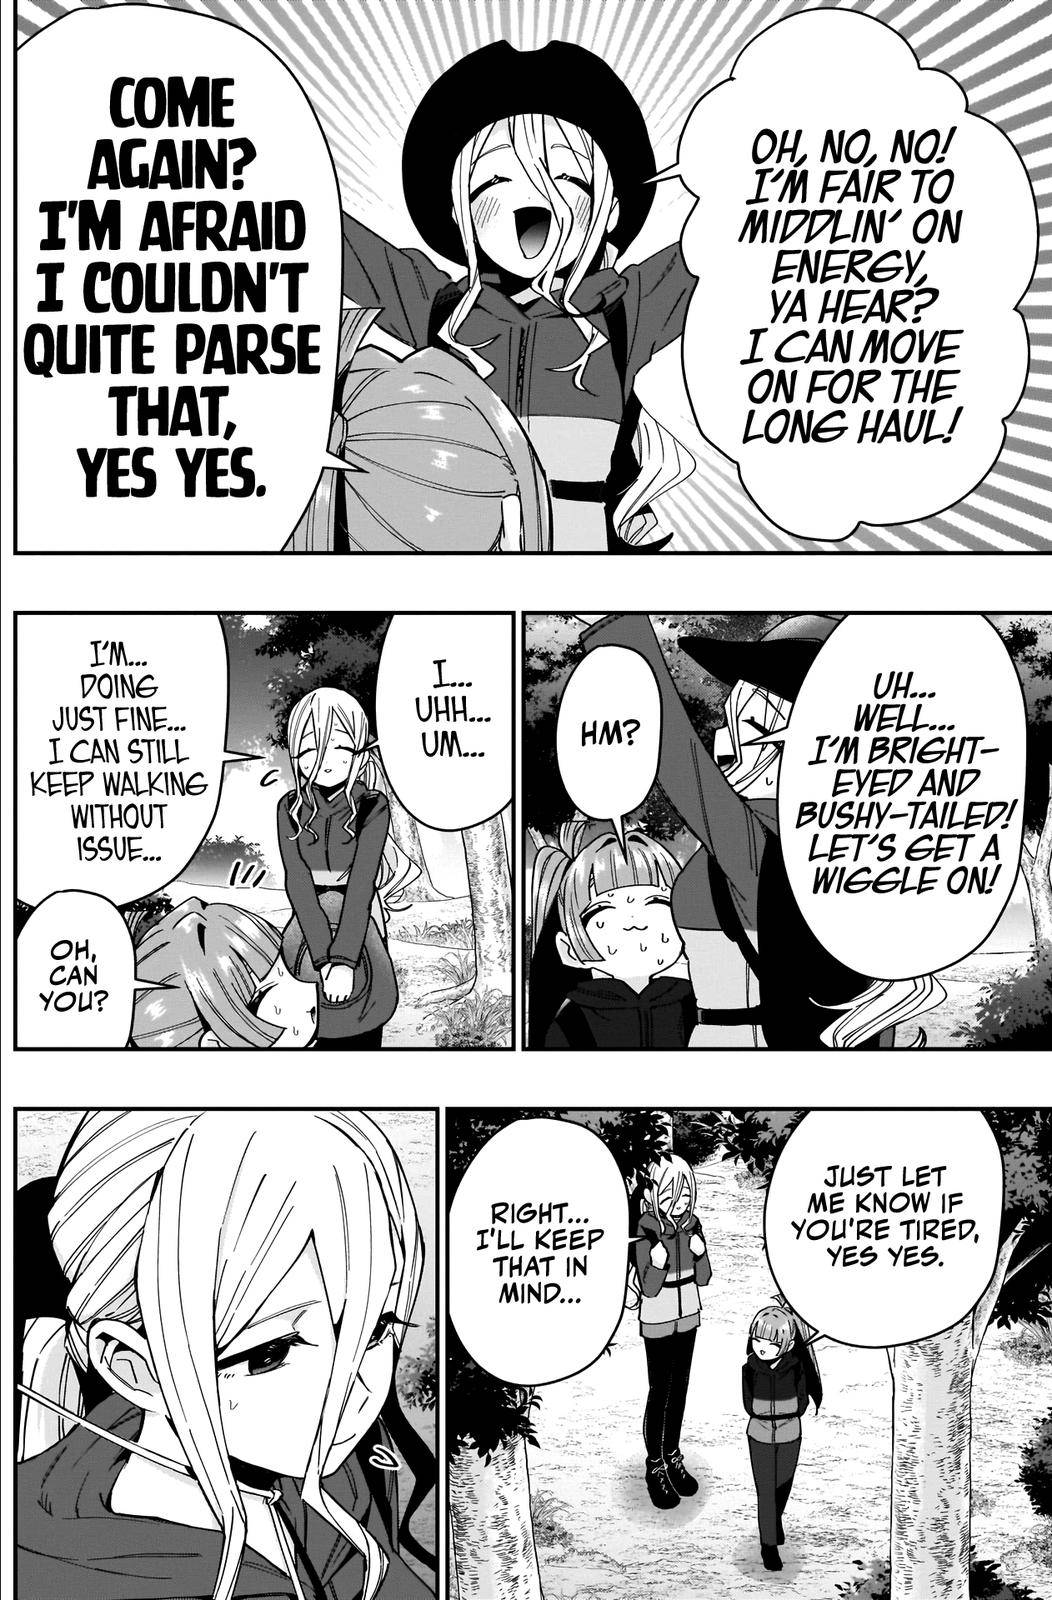 OH, NO, NO!
I'M FAIR TO
MIDDLIN' ON
ENERGY,
YA HEAR?
I CAN MOVE
ON FOR THE
LONG HAUL!
COME
AGAIN?
I'M AFRAID
I COULDN'T
QUITE PARSE
THAT,
YES YES.
UH...
WELL...
I'M BRIGHT-
EYED AND
BUSHY-TAILED!
LET'S GET A
WIGGLE ON!
HM?
I...
UHH...
UM...
I'M...
DOING
JUST FINE...
I CAN STILL
KEEP WALKING
WITHOUT
ISSUE...
OH,
CAN
YOU?
JUST LET
ME KNOW IF
YOU'RE TIRED,
YES YES.
RIGHT...
I'LL KEEP
THAT IN
MIND...